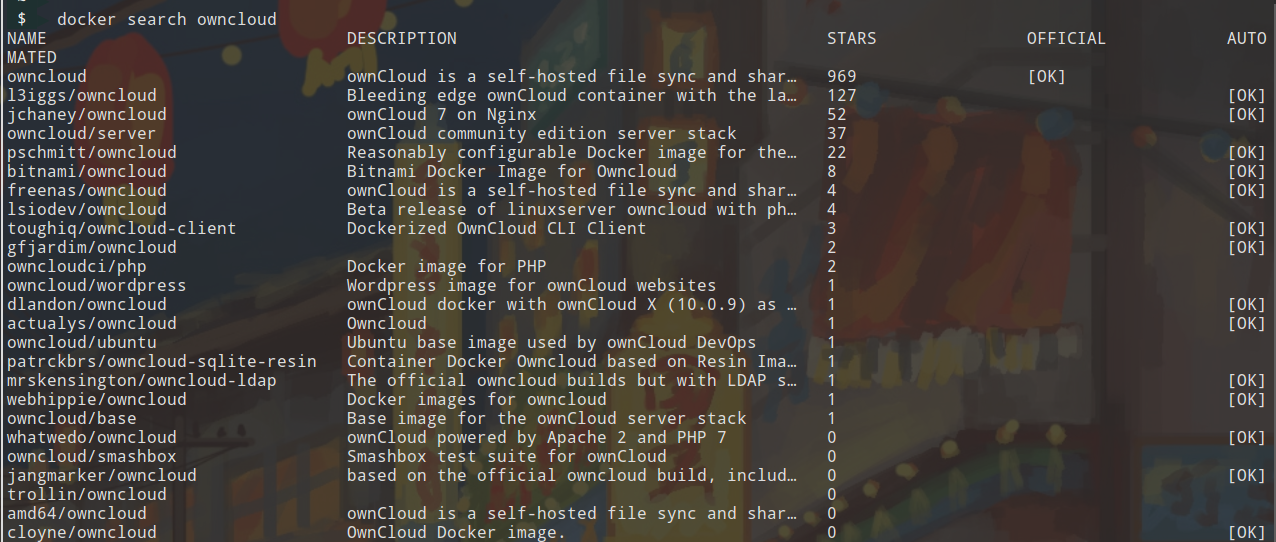 $ docker search owncloud
NAME DESCRIPTION STARS OFFICIAL AUTO
MATED
owncloud ownCloud is a self-hosted file sync and shar… 969 [OK]
l3iggs/owncloud Bleeding edge ownCloud container with the la… 127 [OK]
jchaney/owncloud ownCloud 7 on Nginx 52 [OK]
owncloud/server ownCloud community edition server stack 37
pschmitt/owncloud Reasonably configurable Docker image for the… 22 [OK]
bitnami/owncloud Bitnami Docker Image for Owncloud 8 [OK]
freenas/owncloud ownCloud is a self-hosted file sync and shar… 4 [OK]
lsiodev/owncloud Beta release of linuxserver owncloud with ph… 4
toughiq/owncloud-client Dockerized OwnCloud CLI Client 3 [OK]
gfjardim/owncloud 2 [OK]
owncloudci/php Docker image for PHP 2
owncloud/wordpress Wordpress image for ownCloud websites 1
dlandon/owncloud ownCloud docker with ownCloud X (10.0.9) as … 1 [OK]
actualys/owncloud Owncloud 1 [OK]
owncloud/ubuntu Ubuntu base image used by ownCloud DevOps 1
patrckbrs/owncloud-sqlite-resin Container Docker Owncloud based on Resin Ima… 1
mrskensington/owncloud-ldap The official owncloud builds but with LDAP s… 1 [OK]
webhippie/owncloud Docker images for owncloud 1 [OK]
owncloud/base Base image for the ownCloud server stack 1
whatwedo/owncloud ownCloud powered by Apache 2 and PHP 7 0 [OK]
owncloud/smashbox Smashbox test suite for ownCloud 0
jangmarker/owncloud based on the official owncloud build, includ… 0 [OK]
trollin/owncloud 0
amd64/owncloud ownCloud is a self-hosted file sync and shar… 0
cloyne/owncloud OwnCloud Docker image. 0 [OK]